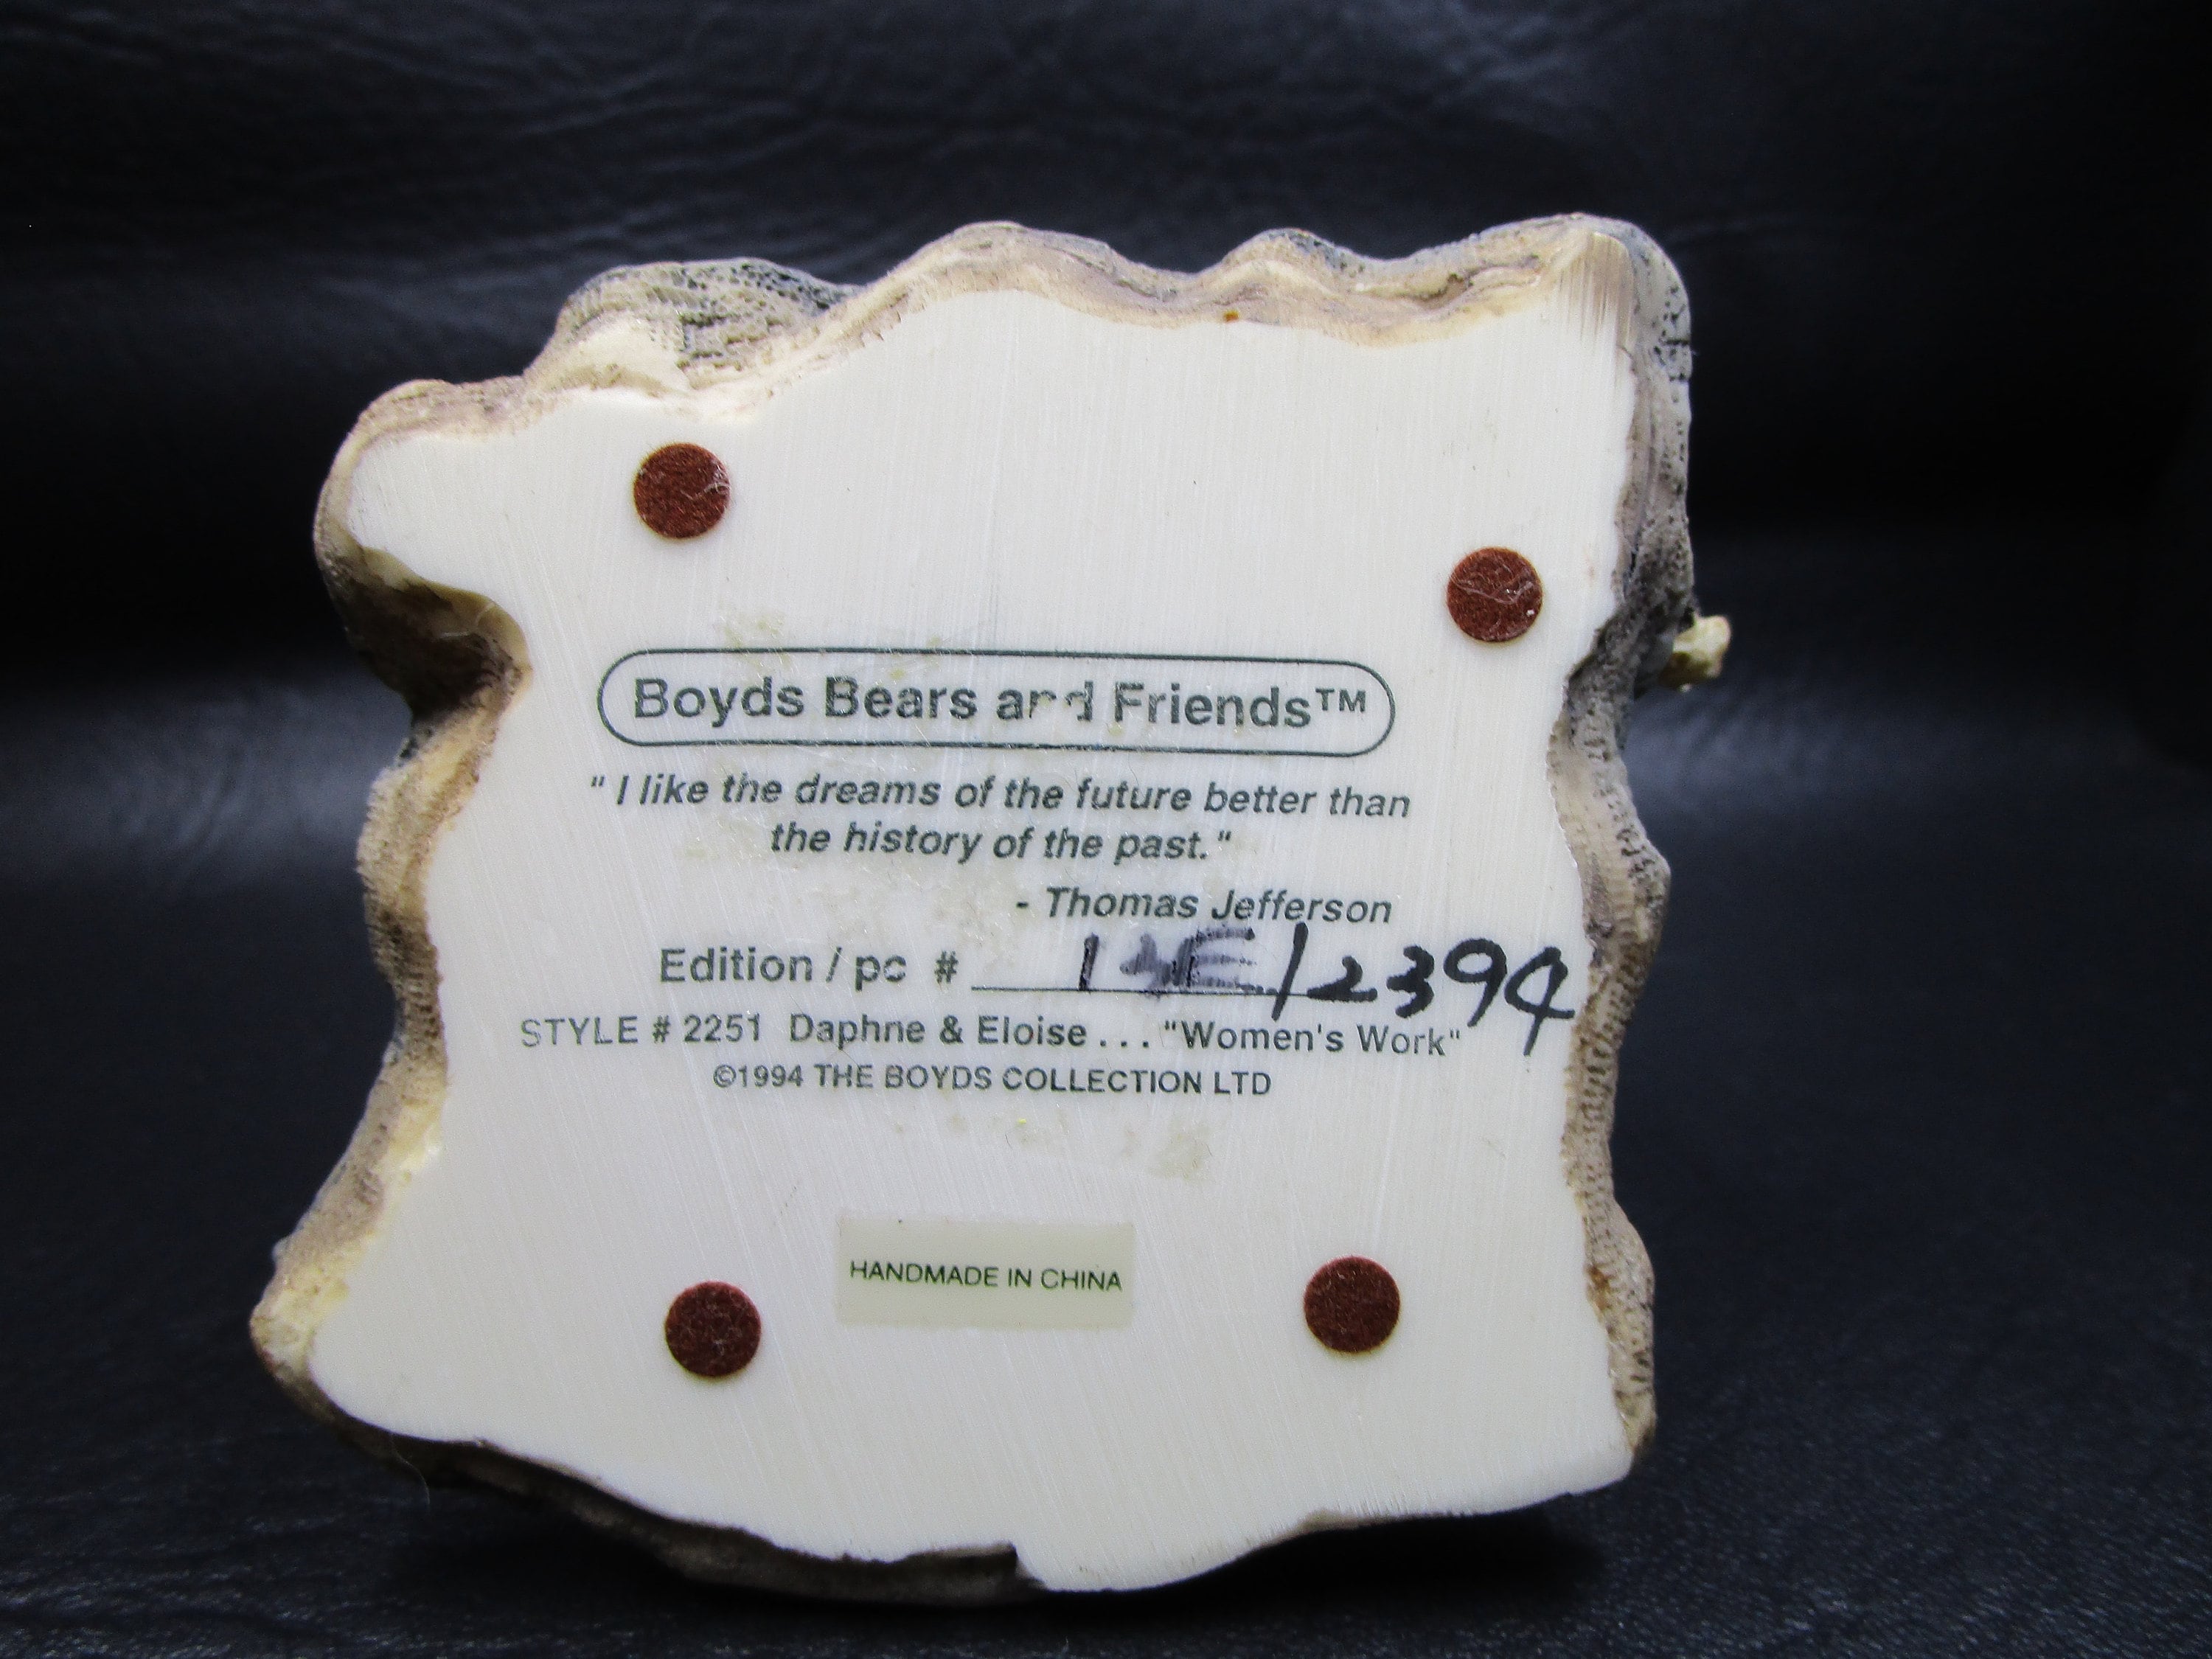 Boyds Bears and Friends™
" I like the dreams of the future better than
the history of the past. "
- Thomas Jefferson
Edition / pc # /2394
STYLE # 2251 Daphne & Eloise . . . "Women's Work"
©1994 THE BOYDS COLLECTION LTD
HANDMADE IN CHINA